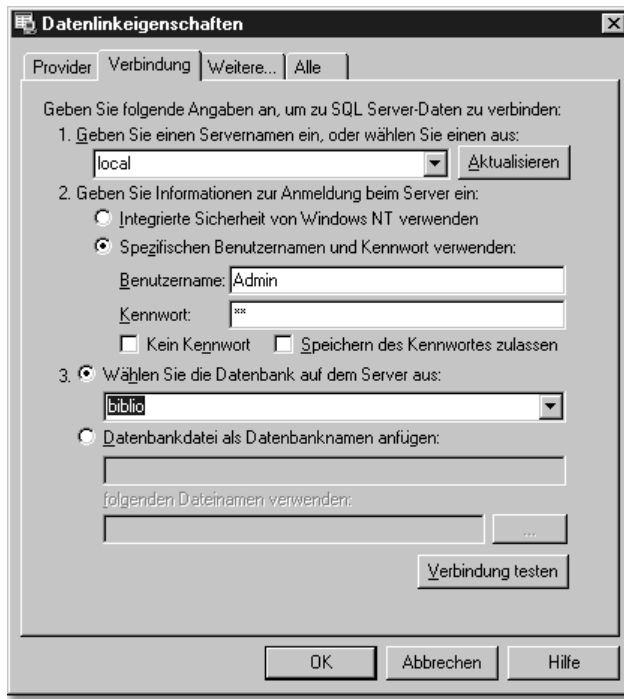 Datenlinkeigenschaften
Provider Verbindung Weitere... Alle
Geben Sie folgende Angaben an, um zu SQL Server-Daten zu verbinden:
1. Geben Sie einen Servernamen ein, oder wählen Sie einen aus:
local Aktualisieren
2. Geben Sie Informationen zur Anmeldung beim Server ein:
Integrierte Sicherheit von Windows NT verwenden
Spezifischen Benutzernamen und Kennwort verwenden:
Benutzername: Admin
Kennwort: **
Kein Kennwort Speichern des Kennwortes zulassen
3. Wählen Sie die Datenbank auf dem Server aus:
biblio
Datenbankdatei als Datenbanknamen anfügen:
folgenden Dateinamen verwenden:
...
Verbindung testen
OK Abbrechen Hilfe